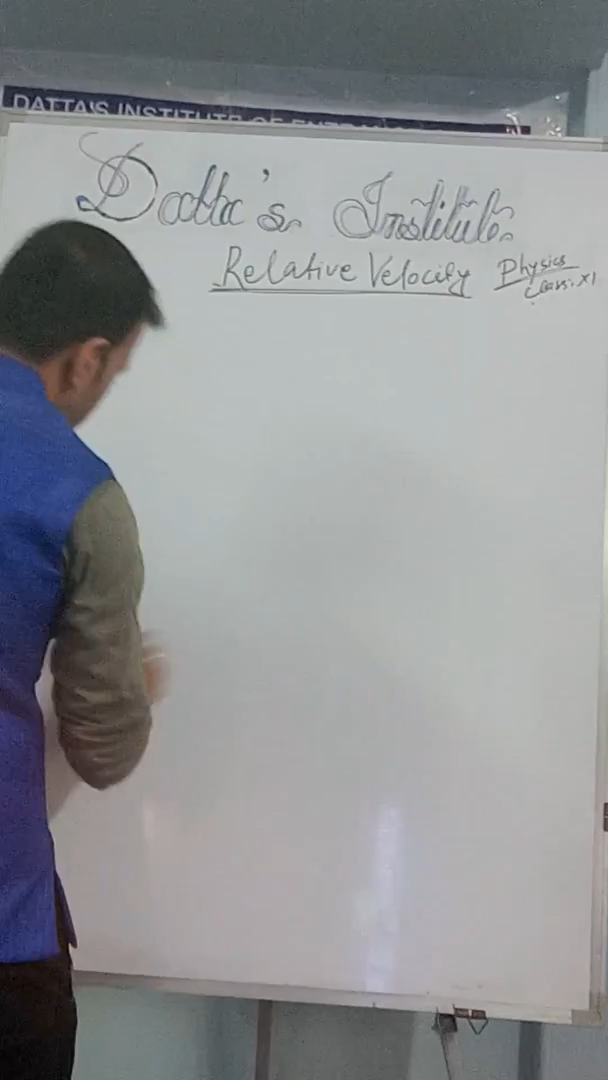 DATTA'S INSTITUTE OF
Datta's Institute
Relative Velocity
Physics
Class: XI